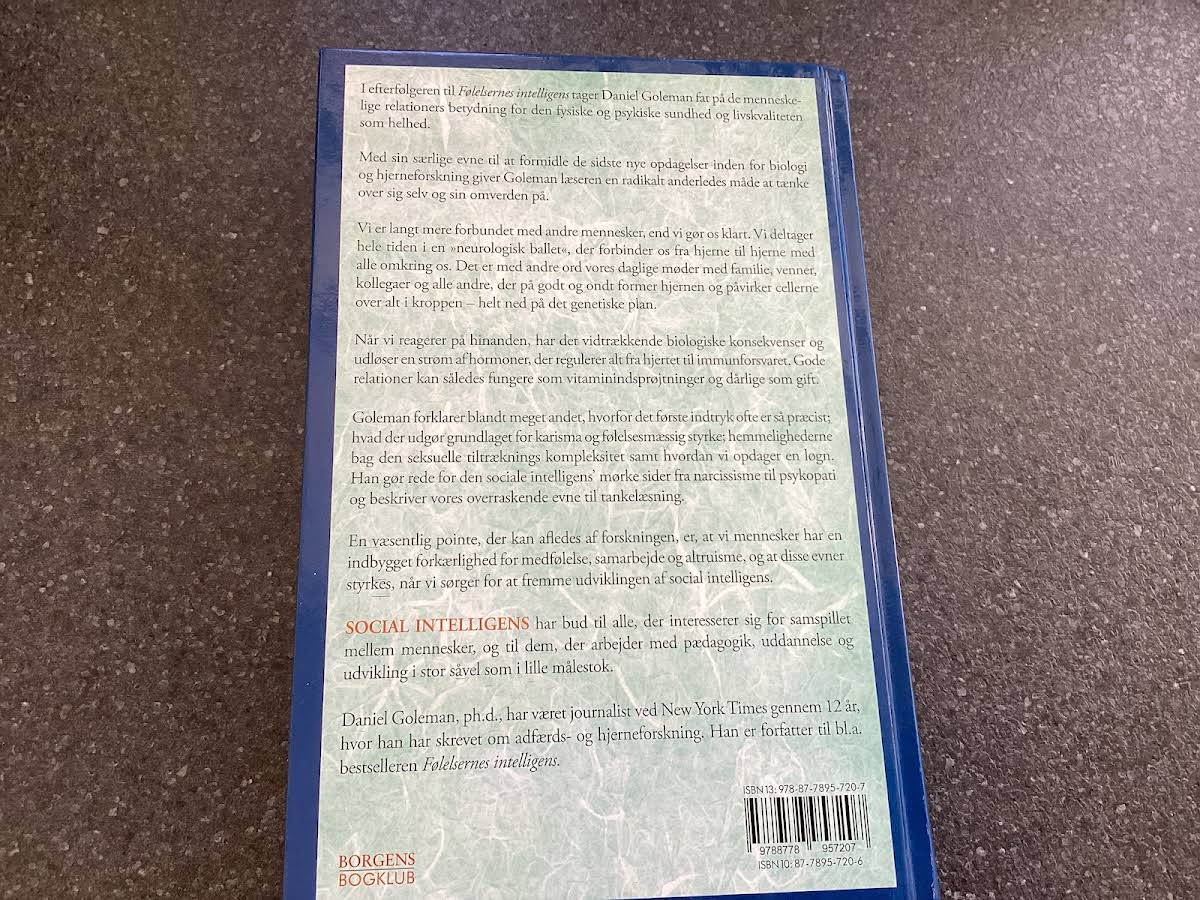 I efterfølgeren til Følelsernes intelligens tager Daniel Goleman fat på de menneske-
lige relationers betydning for den fysiske og psykiske sundhed og livskvaliteten
som helhed.
Med sin særlige evne til at formidle de sidste nye opdagelser inden for biologi
og hjerneforskning giver Goleman læseren en radikalt anderledes måde at tænke
over sig selv og sin omverden på.
Vi er langt mere forbundet med andre mennesker, end vi gør os klart. Vi deltager
hele tiden i en »neurologisk ballet«, der forbinder os fra hjerne til hjerne med
alle omkring os. Det er med andre ord vores daglige møder med familie, venner,
kollegaer og alle andre, der på godt og ondt former hjernen og påvirker cellerne
over alt i kroppen – helt ned på det genetiske plan.
Når vi reagerer på hinanden, har det vidtrækkende biologiske konsekvenser og
udløser en strøm af hormoner, der regulerer alt fra hjertet til immunforsvaret. Gode
relationer kan således fungere som vitaminindsprøjtninger og dårlige som gift.
Goleman forklarer blandt meget andet, hvorfor det første indtryk ofte er så præcist;
hvad der udgør grundlaget for karisma og følelsesmæssig styrke; hemmelighederne
bag den seksuelle tiltræknings kompleksitet samt hvordan vi opdager en løgn.
Han gør rede for den sociale intelligens’ mørke sider fra narcissisme til psykopati
og beskriver vores overraskende evne til tankelæsning.
En væsentlig pointe, der kan afledes af forskningen, er, at vi mennesker har en
indbygget forkærlighed for medfølelse, samarbejde og altruisme, og at disse evner
styrkes, når vi sørger for at fremme udviklingen af social intelligens.
SOCIAL INTELLIGENS har bud til alle, der interesserer sig for samspillet
mellem mennesker, og til dem, der arbejder med pædagogik, uddannelse og
udvikling i stor såvel som i lille målestok.
Daniel Goleman, ph.d., har været journalist ved New York Times gennem 12 år,
hvor han har skrevet om adfærds- og hjerneforskning. Han er forfatter til bl.a.
bestselleren Følelsernes intelligens.
ISBN 13: 978-87-7895-720-7
9788778 957207
ISBN 10: 87-7895-720-6
BORGENS
BOGKLUB